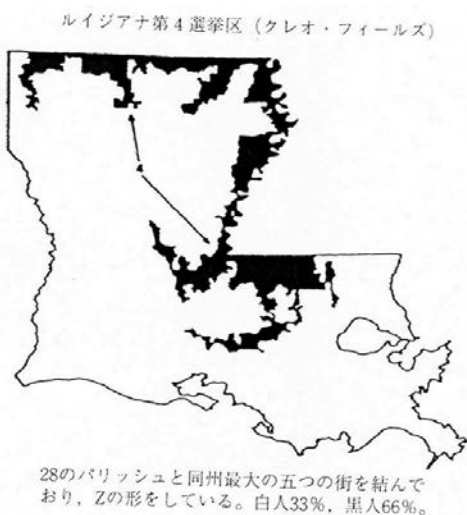 ルイジアナ第4選挙区（クレオ・フィールズ）
4
28のパリッシュと同州最大の五つの街を結んで
おり，Zの形をしている。白人33%，黒人66%。